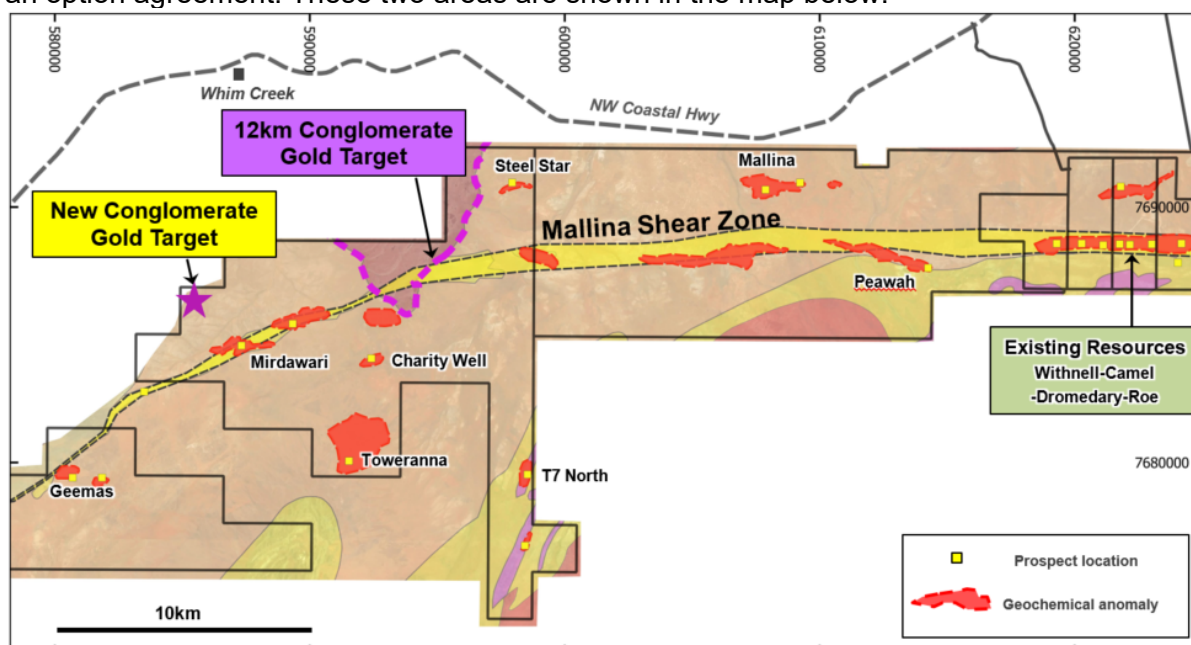 an option agreement. These two areas are shown in the map below.
580000
590000
600000
610000
620000
Whim Creek
NW Coastal Hwy
12km Conglomerate
Gold Target
Steel Star
Mallina
New Conglomerate
Gold Target
Mallina Shear Zone
7690000
Peawah
Mirdawari
Charity Well
Existing Resources
Withnell-Camel
-Dromedary-Roe
Toweranna
T7 North
7680000
Geemas
10km
Prospect location
Geochemical anomaly